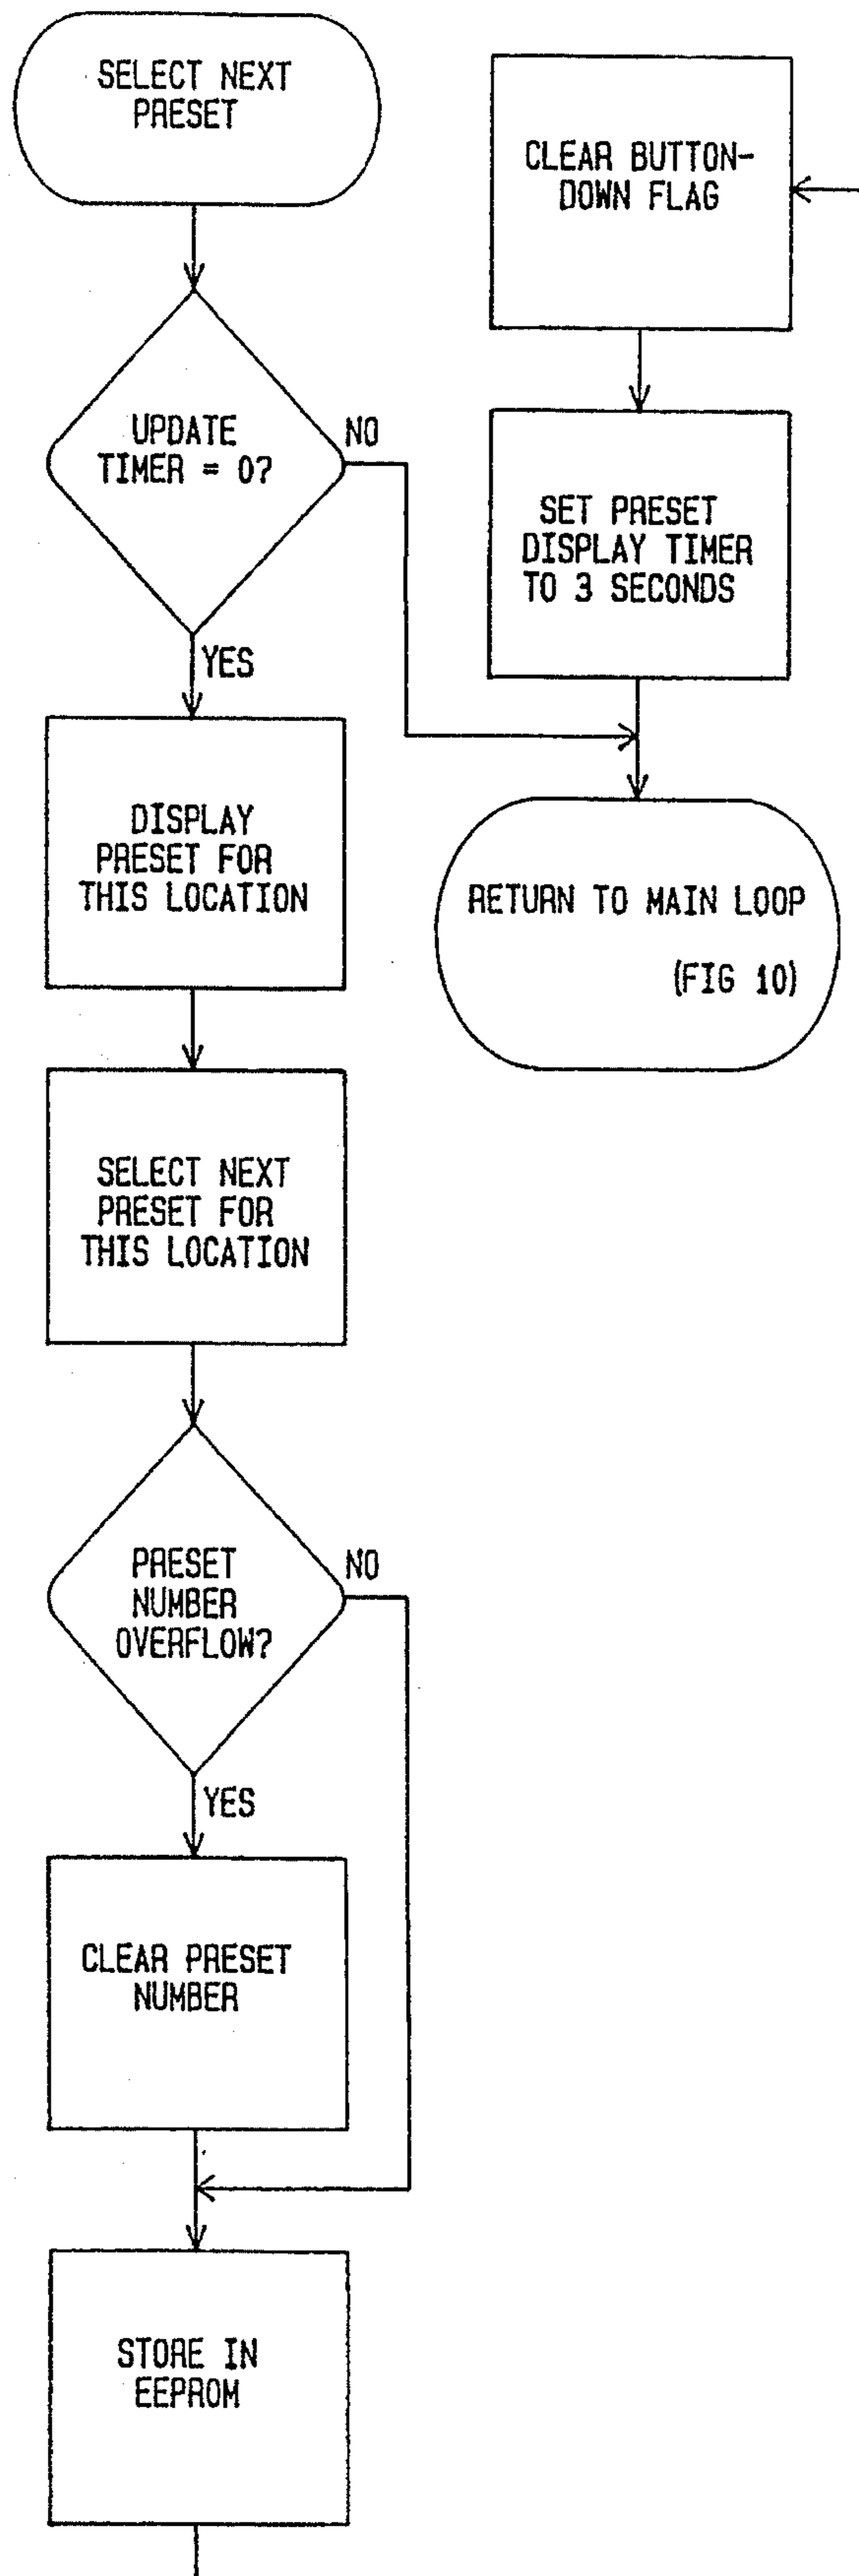 SELECT NEXT
PRESET
UPDATE
TIMER = 0?
NO
YES
DISPLAY
PRESET FOR
THIS LOCATION
SELECT NEXT
PRESET FOR
THIS LOCATION
PRESET
NUMBER
OVERFLOW?
NO
YES
CLEAR PRESET
NUMBER
STORE IN
EEPROM
CLEAR BUTTON-
DOWN FLAG
SET PRESET
DISPLAY TIMER
TO 3 SECONDS
RETURN TO MAIN LOOP
(FIG 10)